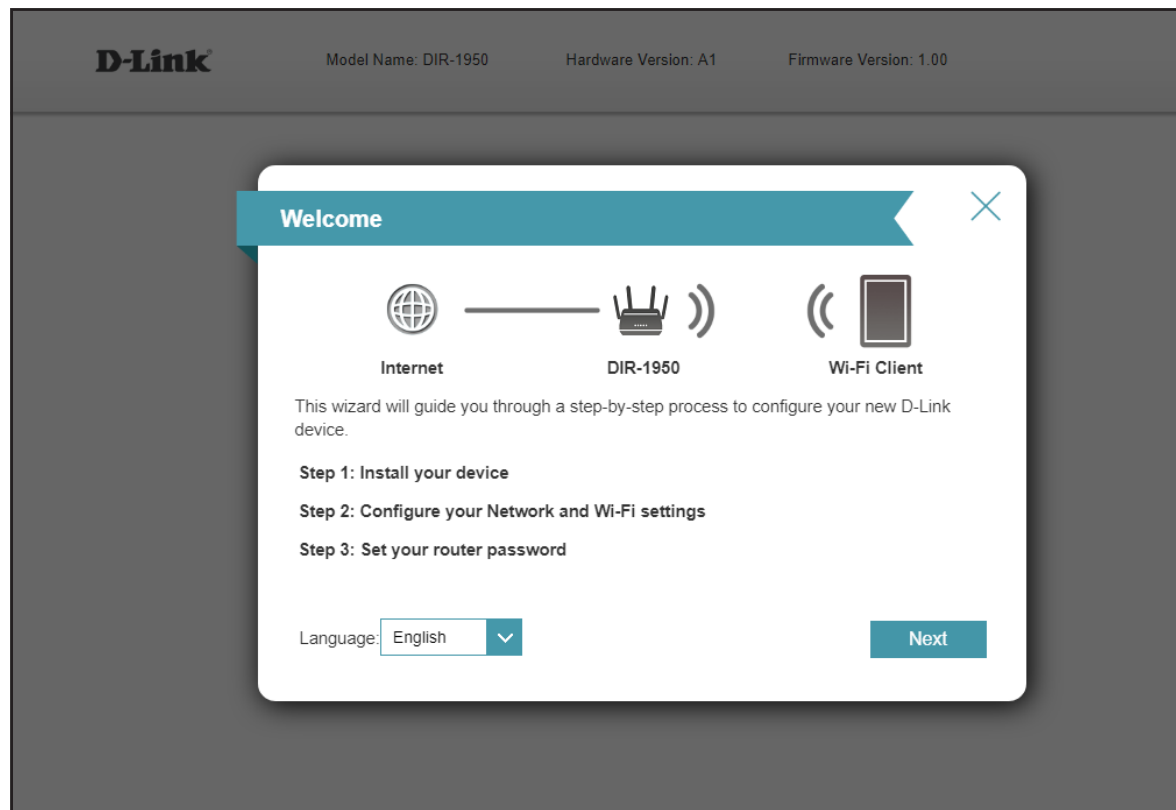 D-Link
Model Name: DIR-1950 Hardware Version: A1 Firmware Version: 1.00
Welcome
Internet DIR-1950 Wi-Fi Client
This wizard will guide you through a step-by-step process to configure your new D-Link
device.
Step 1: Install your device
Step 2: Configure your Network and Wi-Fi settings
Step 3: Set your router password
Language: English
Next